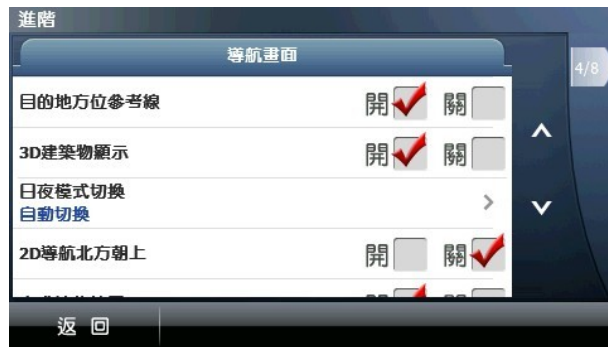 進階
導航畫面
4/8
目的地方位參考線 開 關
3D建築物顯示 開 關
日夜模式切換
自動切換
2D導航北方朝上 開 關
返 回